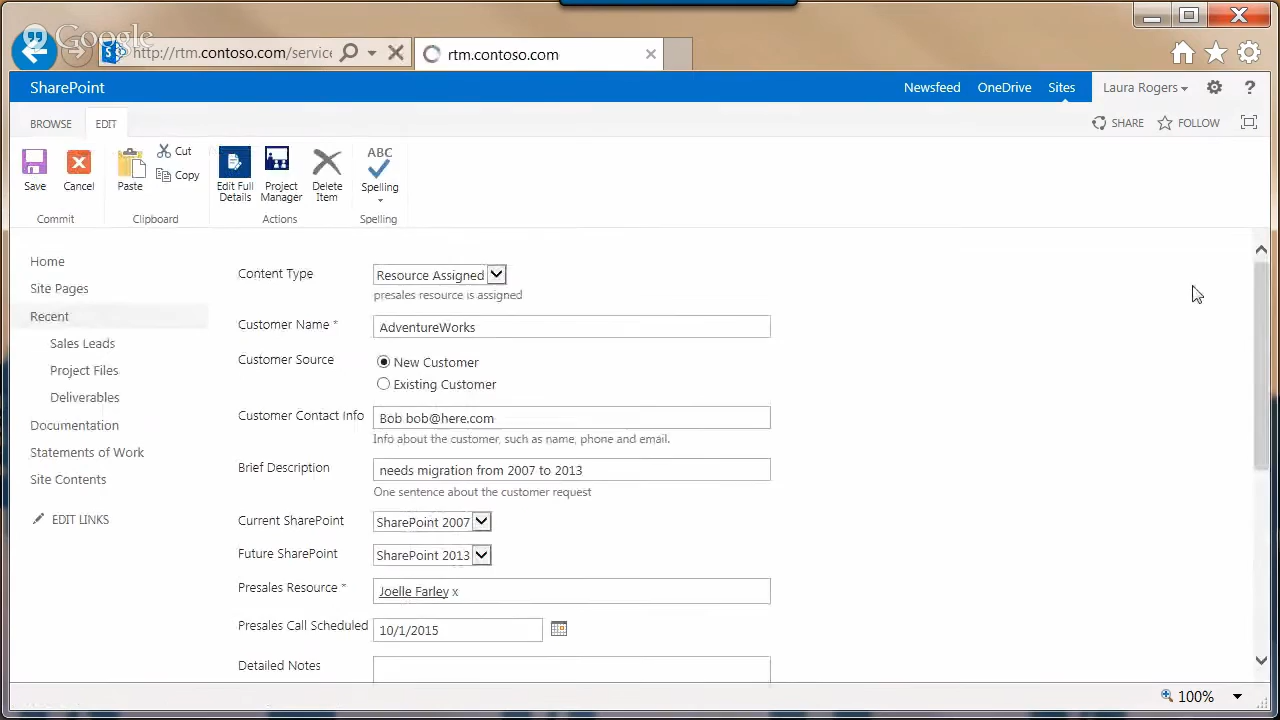 Google
http://rtm.contoso.com/service
rtm.contoso.com
SharePoint
Newsfeed OneDrive Sites Laura Rogers ?
BROWSE EDIT SHARE FOLLOW
Save Cancel Paste Cut Copy Edit Full Details Project Manager Delete Item ABC Spelling
Commit Clipboard Actions Spelling
Home
Site Pages
Recent
Sales Leads
Project Files
Deliverables
Documentation
Statements of Work
Site Contents
EDIT LINKS
Content Type Resource Assigned
presales resource is assigned
Customer Name * AdventureWorks
Customer Source New Customer
Existing Customer
Customer Contact Info Bob bob@here.com
Info about the customer, such as name, phone and email.
Brief Description needs migration from 2007 to 2013
One sentence about the customer request
Current SharePoint SharePoint 2007
Future SharePoint SharePoint 2013
Presales Resource * Joelle Farley x
Presales Call Scheduled 10/1/2015
Detailed Notes
100%